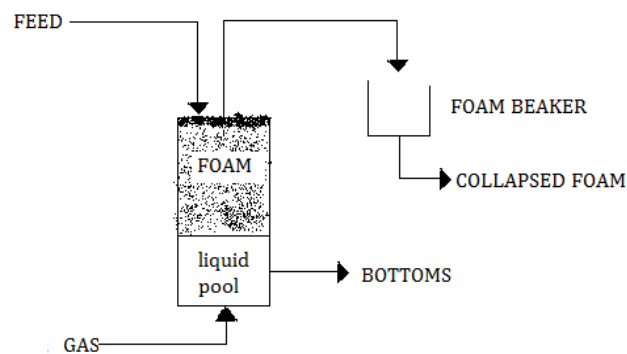 FEED
FOAM BEAKER
FOAM
COLLAPSED FOAM
liquid
pool
BOTTOMS
GAS